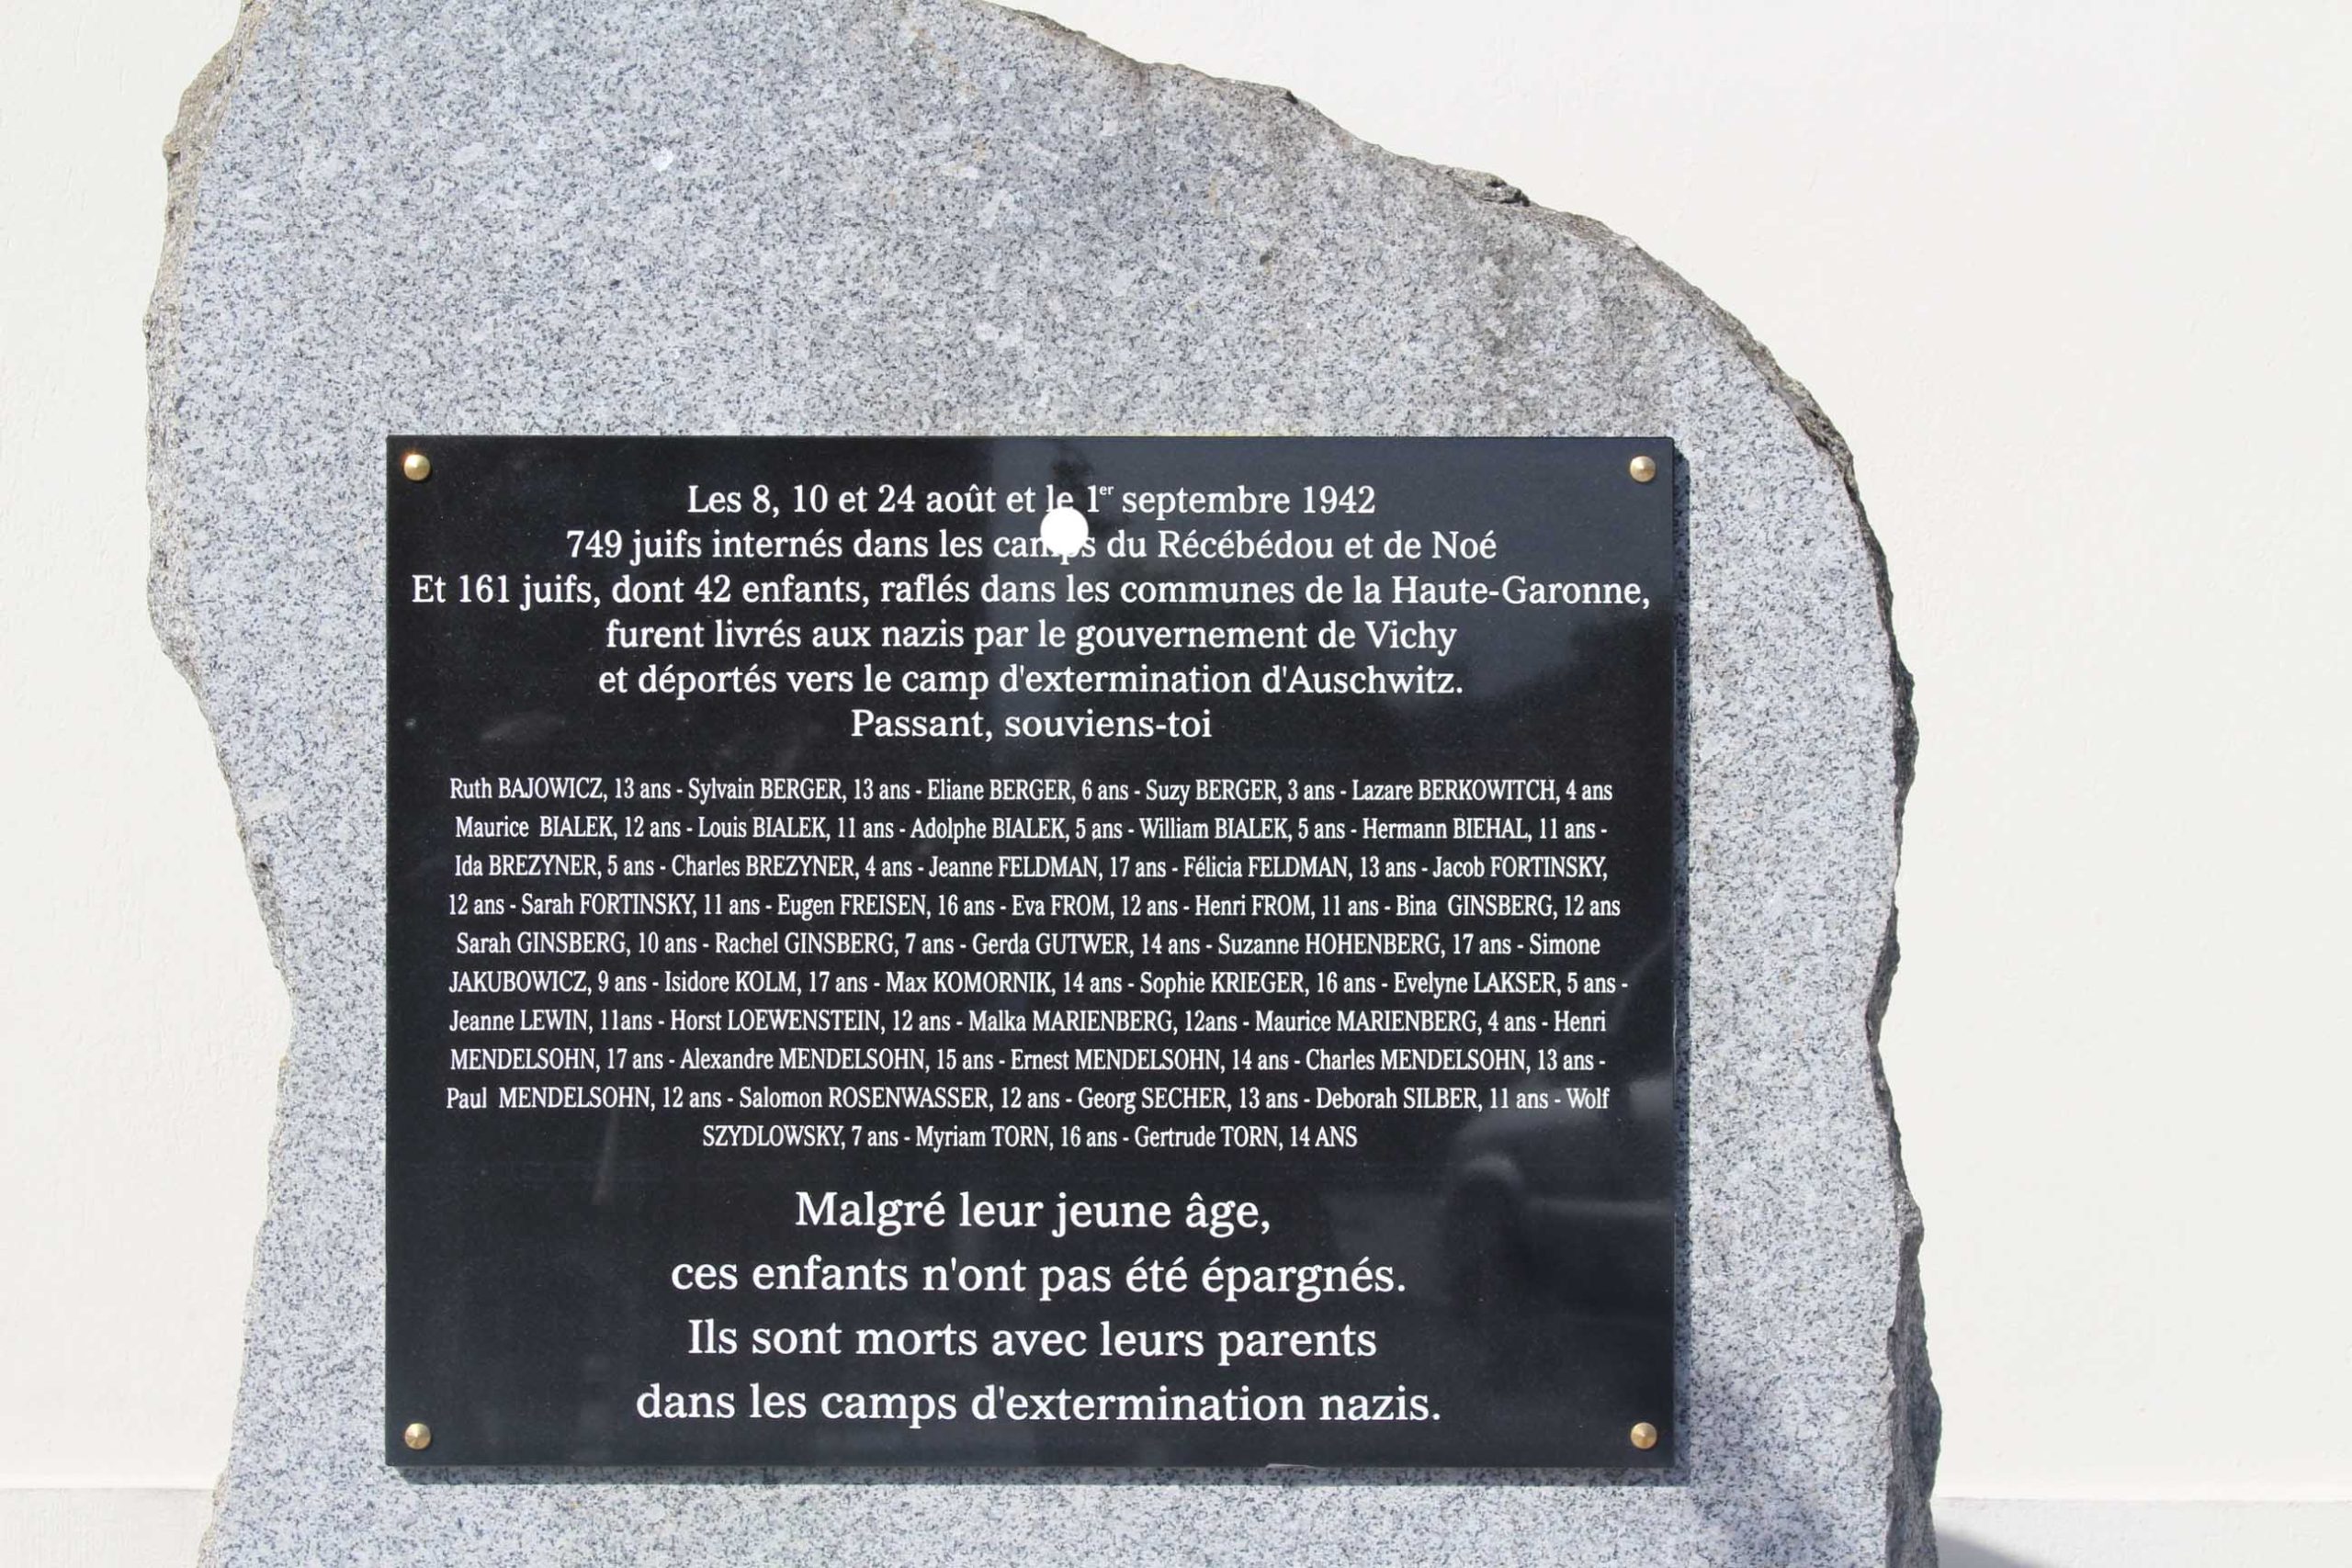 Les 8, 10 et 24 août et le 1er septembre 1942
749 juifs internés dans les camps du Récébédou et de Noé
Et 161 juifs, dont 42 enfants, raflés dans les communes de la Haute-Garonne,
furent livrés aux nazis par le gouvernement de Vichy
et déportés vers le camp d'extermination d'Auschwitz.
Passant, souviens-toi
Ruth BAJOWICZ, 13 ans - Sylvain BERGER, 13 ans - Eliane BERGER, 6 ans - Suzy BERGER, 3 ans - Lazare BERKOWITCH, 4 ans
Maurice BIALEK, 12 ans - Louis BIALEK, 11 ans - Adolphe BIALEK, 5 ans - William BIALEK, 5 ans - Hermann BIEHAL, 11 ans -
Ida BREZYNER, 5 ans - Charles BREZYNER, 4 ans - Jeanne FELDMAN, 17 ans - Félicia FELDMAN, 13 ans - Jacob FORTINSKY,
12 ans - Sarah FORTINSKY, 11 ans - Eugen FREISEN, 16 ans - Eva FROM, 12 ans - Henri FROM, 11 ans - Bina GINSBERG, 12 ans
Sarah GINSBERG, 10 ans - Rachel GINSBERG, 7 ans - Gerda GUTWER, 14 ans - Suzanne HOHENBERG, 17 ans - Simone
JAKUBOWICZ, 9 ans - Isidore KOLM, 17 ans - Max KOMORNIK, 14 ans - Sophie KRIEGER, 16 ans - Evelyne LAKSER, 5 ans -
Jeanne LEWIN, 11ans - Horst LOEWENSTEIN, 12 ans - Malka MARIENBERG, 12ans - Maurice MARIENBERG, 4 ans - Henri
MENDELSOHN, 17 ans - Alexandre MENDELSOHN, 15 ans - Ernest MENDELSOHN, 14 ans - Charles MENDELSOHN, 13 ans -
Paul MENDELSOHN, 12 ans - Salomon ROSENWASSER, 12 ans - Georg SECHER, 13 ans - Deborah SILBER, 11 ans - Wolf
SZYDLOWSKY, 7 ans - Myriam TORN, 16 ans - Gertrude TORN, 14 ANS
Malgré leur jeune âge,
ces enfants n'ont pas été épargnés.
Ils sont morts avec leurs parents
dans les camps d'extermination nazis.